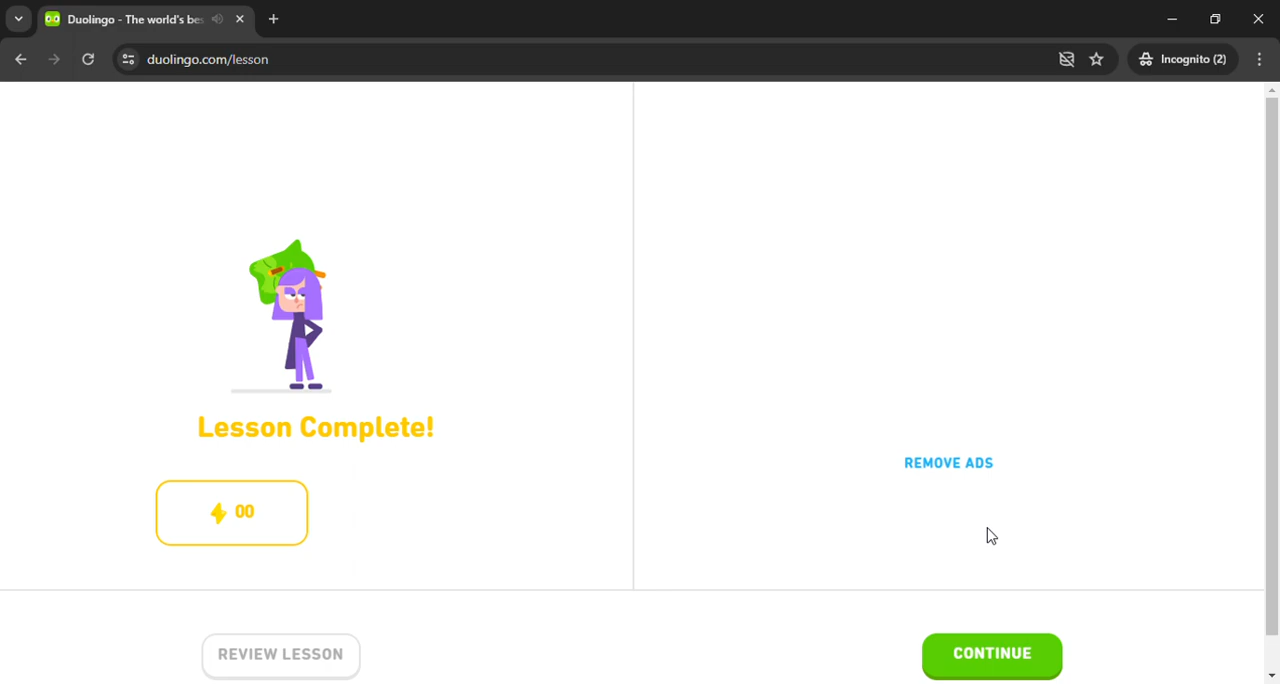 Duolingo - The world's bes
duolingo.com/lesson
Incognito (2)
Lesson Complete!
00
REMOVE ADS
REVIEW LESSON
CONTINUE